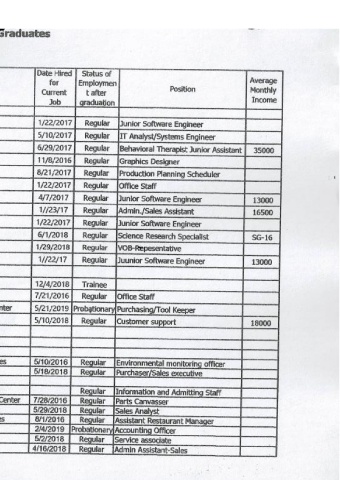 Graduates
Date Hired for Current Job Status of Employmen t after graduation Position Average Monthly Income
1/22/2017 Regular Junior Software Engineer
5/10/2017 Regular IT Analyst/Systems Engineer
6/29/2017 Regular Behavioral Therapist Junior Assistant 35000
11/8/2016 Regular Graphics Designer
8/21/2017 Regular Production Planning Scheduler
1/22/2017 Regular Office Staff
4/7/2017 Regular Junior Software Engineer 13000
1//23/17 Regular Admin./Sales Assistant 16500
1/22/2017 Regular Junior Software Engineer
6/1/2018 Regular Science Research Specialist SG-16
1/29/2018 Regular VOB-Repesentative
1//22/17 Regular Juunior Software Engineer 13000
12/4/2018 Trainee
7/21/2016 Regular Office Staff
nter 5/21/2019 Probationary Purchasing/Tool Keeper
5/10/2018 Regular Customer support 18000
es 5/10/2016 Regular Environmental monitoring officer
5/18/2018 Regular Purchaser/Sales executive
Regular Information and Admitting Staff
Center 7/28/2016 Regular Parts Canvasser
5/29/2018 Regular Sales Analyst
es 8/1/2016 Regular Assistant Restaurant Manager
2/4/2019 Probationary Accounting Officer
5/2/2018 Regular Service associate
4/16/2018 Regular Admin Assistant-Sales